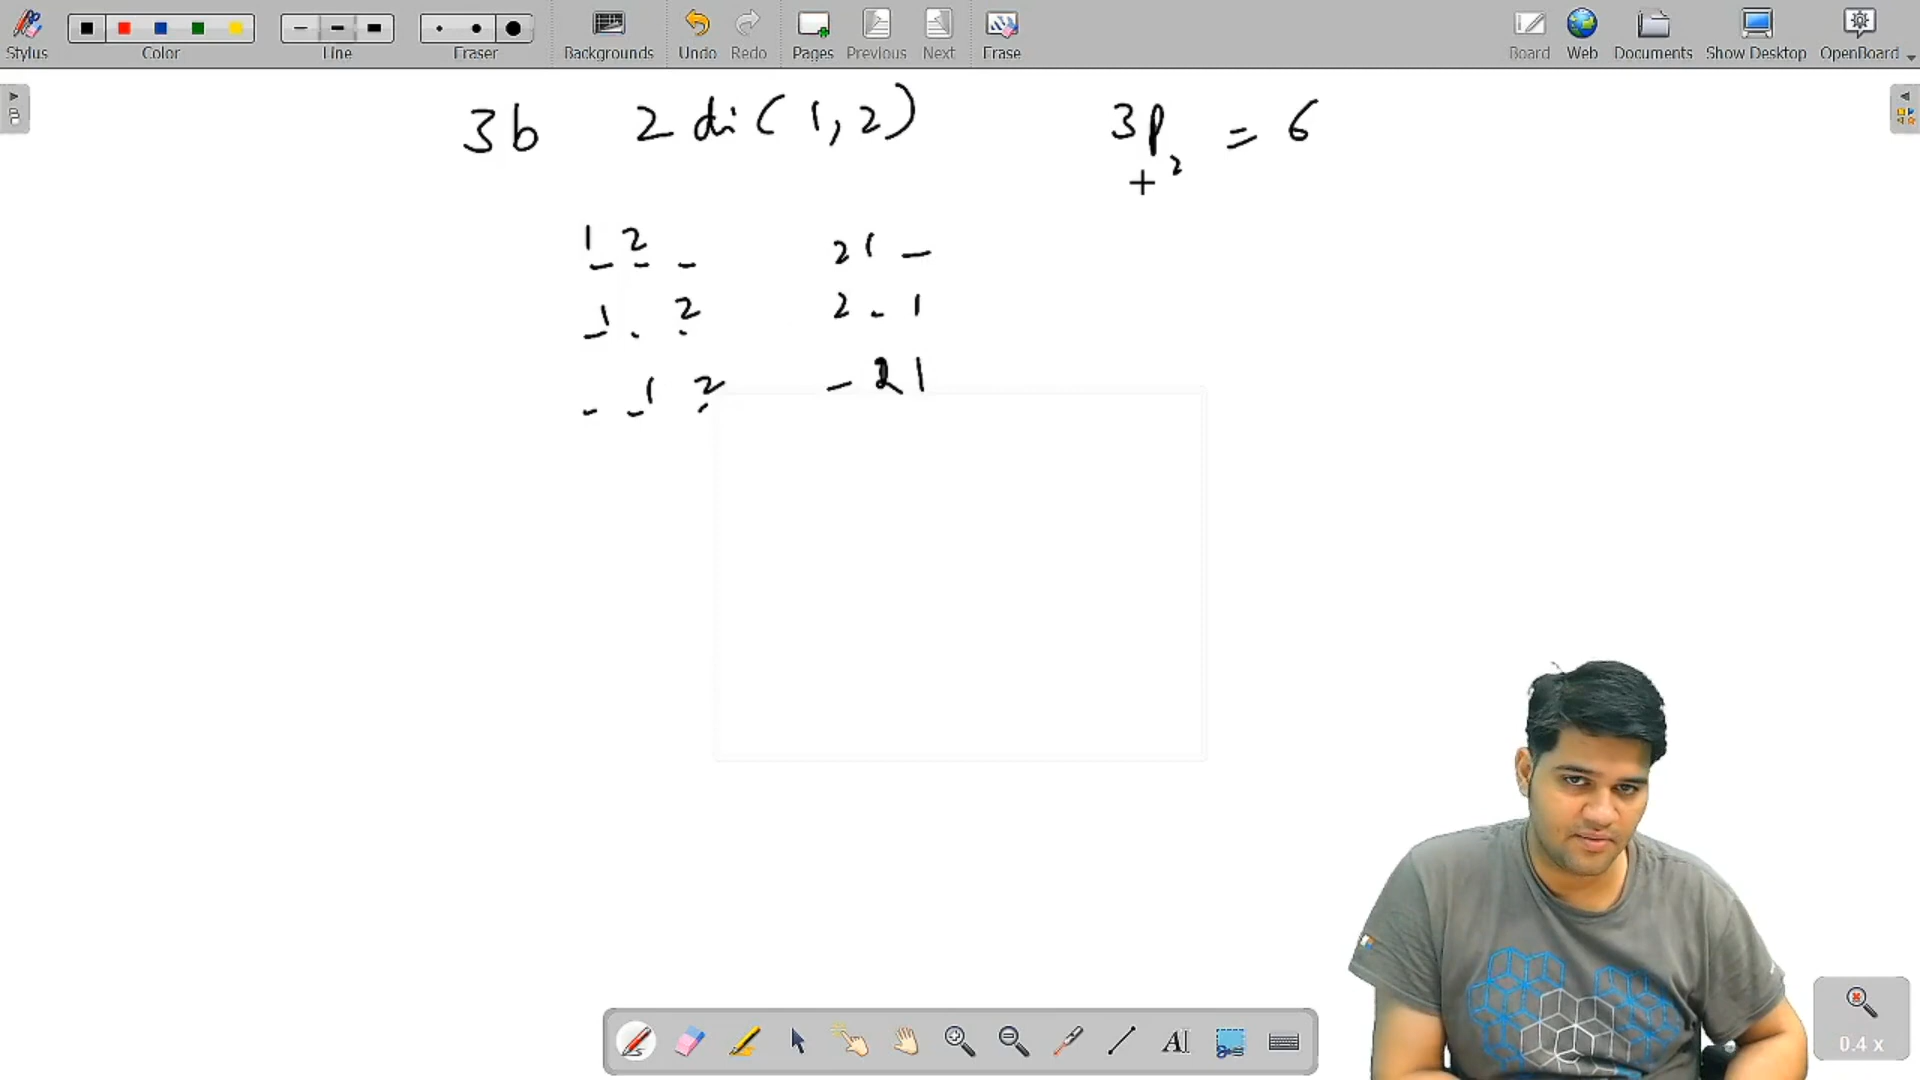 Stylus Color Line Eraser Backgrounds Undo Redo Pages Previous Next Erase Board Web Documents Show Desktop OpenBoard
3b 2 di ( 1, 2 ) 3P2 = 6
1 2 _ 2 1 _
1 _ 2 2 _ 1
_ 1 2 _ 2 1
0.4 x